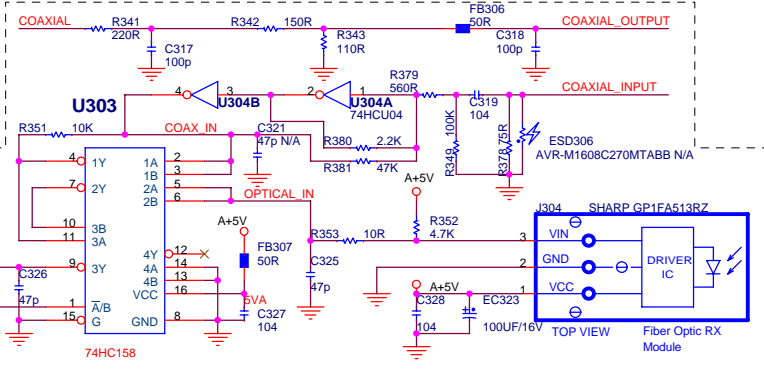 COAXIAL R341 220R C317 100p R342 150R R343 110R FB306 50R C318 100p COAXIAL_OUTPUT
U303
4 3 U304B 2 1 U304A 74HCU04 R379 560R C319 104 COAXIAL_INPUT
R351 10K COAX_IN C321 47p N/A R380 2.2K R381 47K R349 100K R378 75R
ESD306
AVR-M1608C270MTABB N/A
4 1Y 1A 2
1B 3
7 2Y 2A 5
2B 6 OPTICAL_IN
10 3B
11 3A
9 3Y 4Y 12
4A 14
4B 13
VCC 16 5VA
1 A/B
15 G GND 8
74HC158
C326
47p
A+5V
FB307
50R
C327
104
R353 10R
C325
47p
A+5V
R352
4.7K
A+5V
C328
104
EC323
100UF/16V
J304 SHARP GP1FA513RZ
3 VIN
2 GND
1 VCC
DRIVER
IC
TOP VIEW
Fiber Optic RX
Module